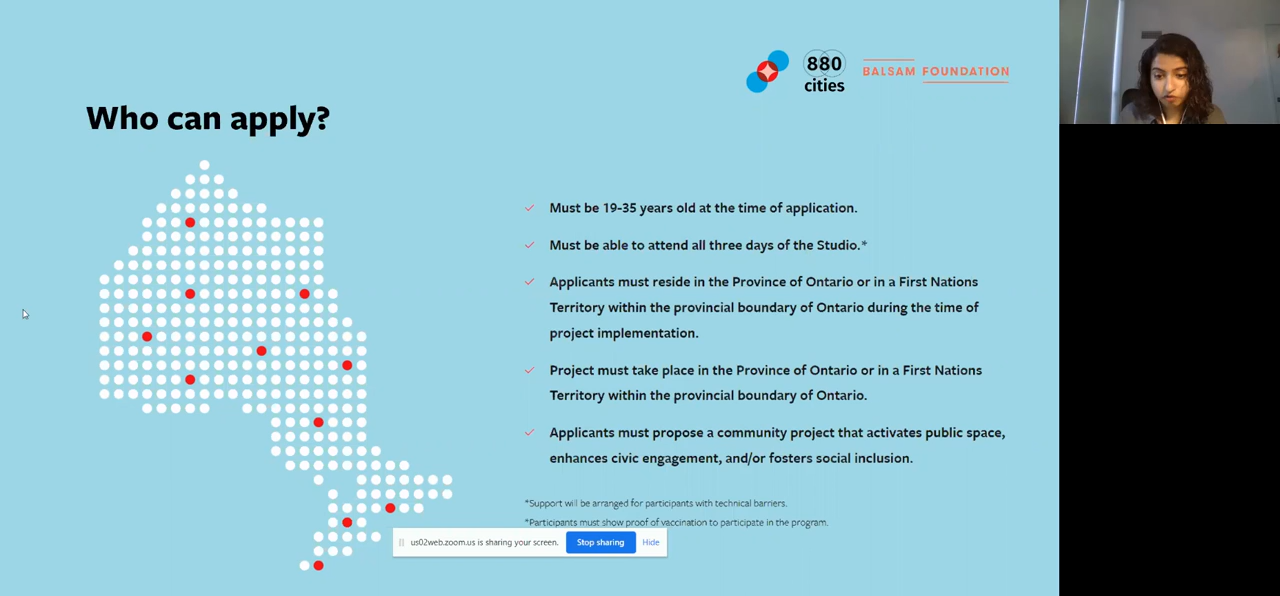 880
cities
BALSAM FOUNDATION
Who can apply?
Must be 19-35 years old at the time of application.
Must be able to attend all three days of the Studio.*
Applicants must reside in the Province of Ontario or in a First Nations
Territory within the provincial boundary of Ontario during the time of
project implementation.
Project must take place in the Province of Ontario or in a First Nations
Territory within the provincial boundary of Ontario.
Applicants must propose a community project that activates public space,
enhances civic engagement, and/or fosters social inclusion.
*Support will be arranged for participants with technical barriers.
*Participants must show proof of vaccination to participate in the program.
us02web.zoom.us is sharing your screen. Stop sharing Hide